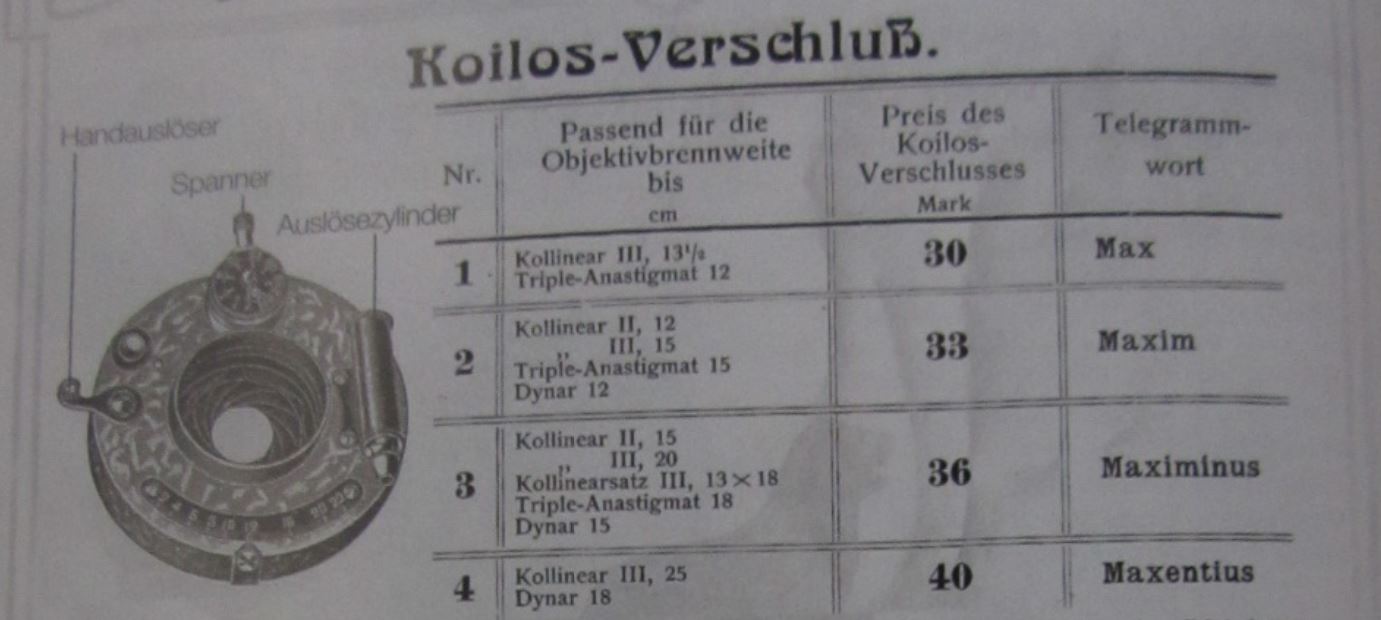 Koilos-Verschluß.
Handauslöser
Spanner
Auslösezylinder
Nr.
Passend für die
Objektivbrennweite
bis
cm
Preis des
Koilos-
Verschlusses
Mark
Telegramm-
wort
1
Kollinear III, 13¹/₂
Triple-Anastigmat 12
30
Max
2
Kollinear II, 12
„ III, 15
Triple-Anastigmat 15
Dynar 12
33
Maxim
3
Kollinear II, 15
„ III, 20
Kollinearsatz III, 13×18
Triple-Anastigmat 18
Dynar 15
36
Maximinus
4
Kollinear III, 25
Dynar 18
40
Maxentius